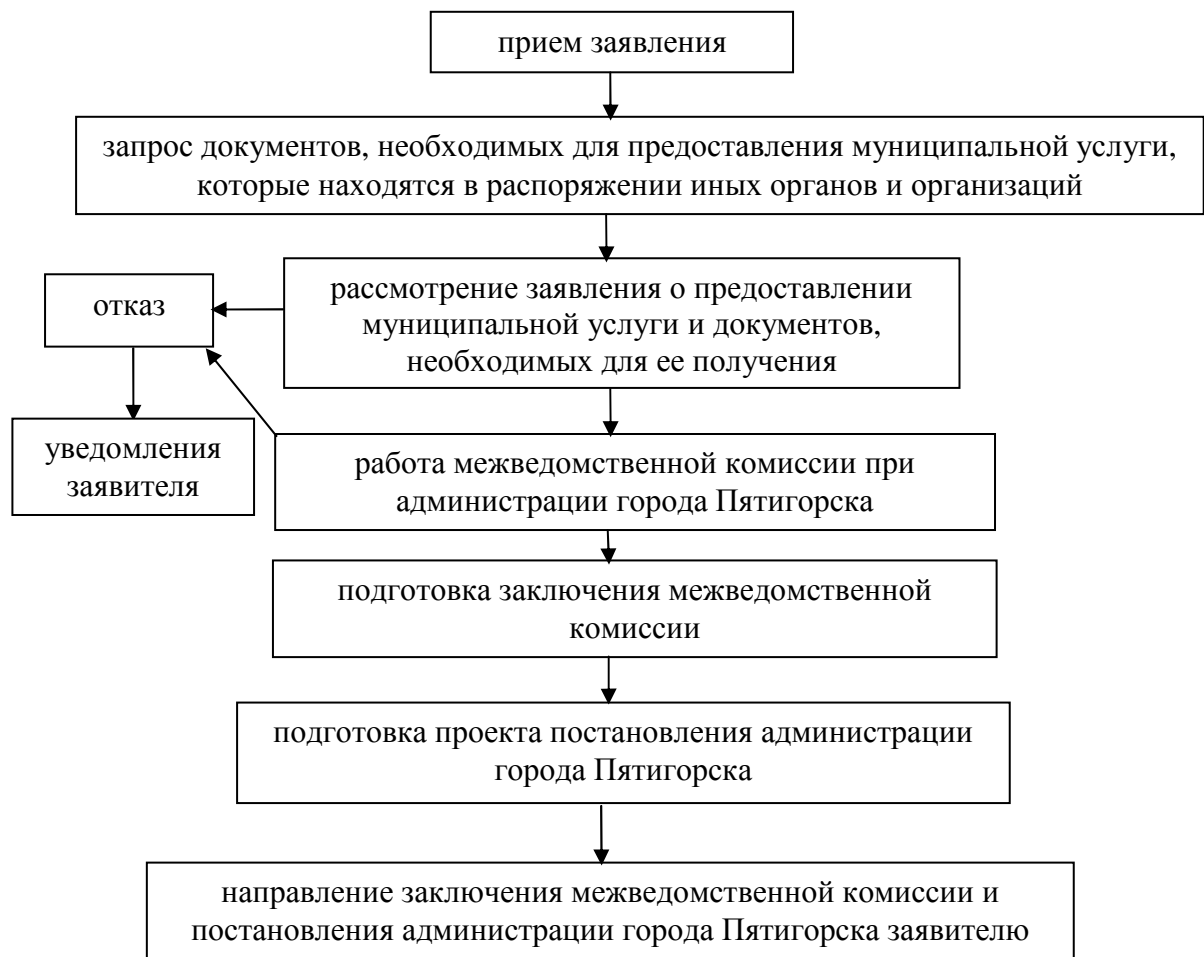 прием заявления
запрос документов, необходимых для предоставления муниципальной услуги,
которые находятся в распоряжении иных органов и организаций
отказ
рассмотрение заявления о предоставлении
муниципальной услуги и документов,
необходимых для ее получения
уведомления
заявителя
работа межведомственной комиссии при
администрации города Пятигорска
подготовка заключения межведомственной
комиссии
подготовка проекта постановления администрации
города Пятигорска
направление заключения межведомственной комиссии и
постановления администрации города Пятигорска заявителю